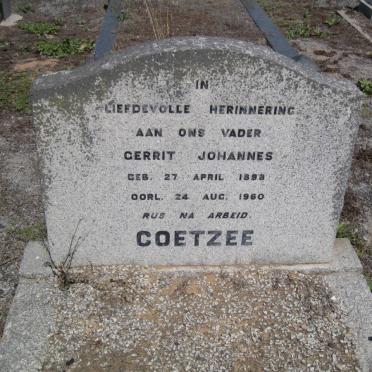 IN
LIEFDEVOLLE HERINNERING
AAN ONS VADER
GERRIT JOHANNES
GEB. 27 APRIL 1898
OORL. 24 AUG. 1960
RUS NA ARBEID.
COETZEE